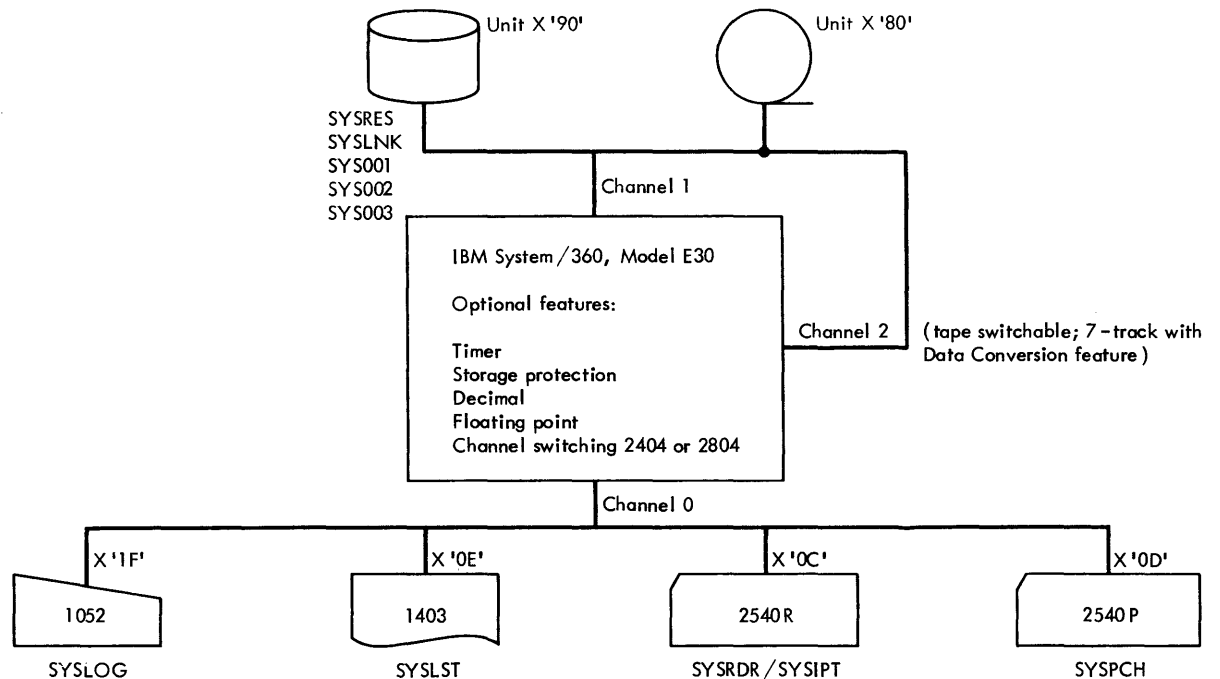 Unit X '90'
Unit X '80'
SYSRES
SYSLNK
SYS001
SYS002
SYS003
Channel 1
IBM System/360, Model E30
Optional features:
Timer
Storage protection
Decimal
Floating point
Channel switching 2404 or 2804
Channel 2
(tape switchable; 7-track with
Data Conversion feature)
Channel 0
X '1F'
X '0E'
X '0C'
X '0D'
1052
1403
2540R
2540P
SYSLOG
SYSLST
SYSRDR/SYSIPT
SYSPCH